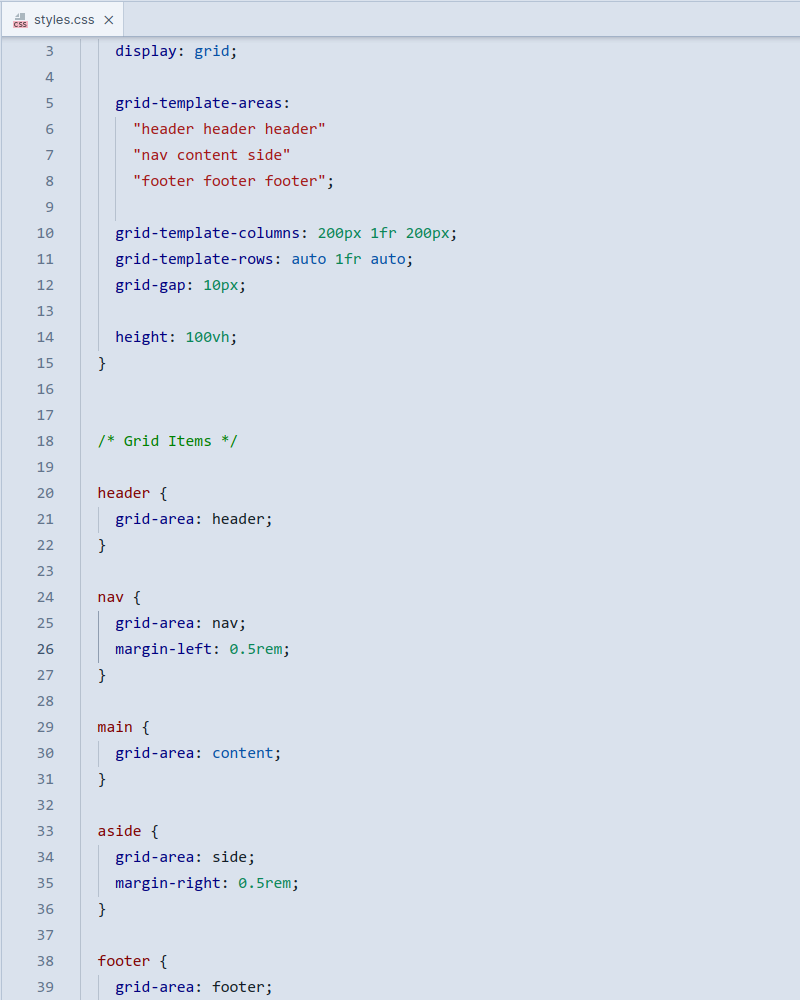 CSS styles.css ×
3 display: grid;
4
5 grid-template-areas:
6 "header header header"
7 "nav content side"
8 "footer footer footer";
9
10 grid-template-columns: 200px 1fr 200px;
11 grid-template-rows: auto 1fr auto;
12 grid-gap: 10px;
13
14 height: 100vh;
15 }
16
17
18 /* Grid Items */
19
20 header {
21 grid-area: header;
22 }
23
24 nav {
25 grid-area: nav;
26 margin-left: 0.5rem;
27 }
28
29 main {
30 grid-area: content;
31 }
32
33 aside {
34 grid-area: side;
35 margin-right: 0.5rem;
36 }
37
38 footer {
39 grid-area: footer;